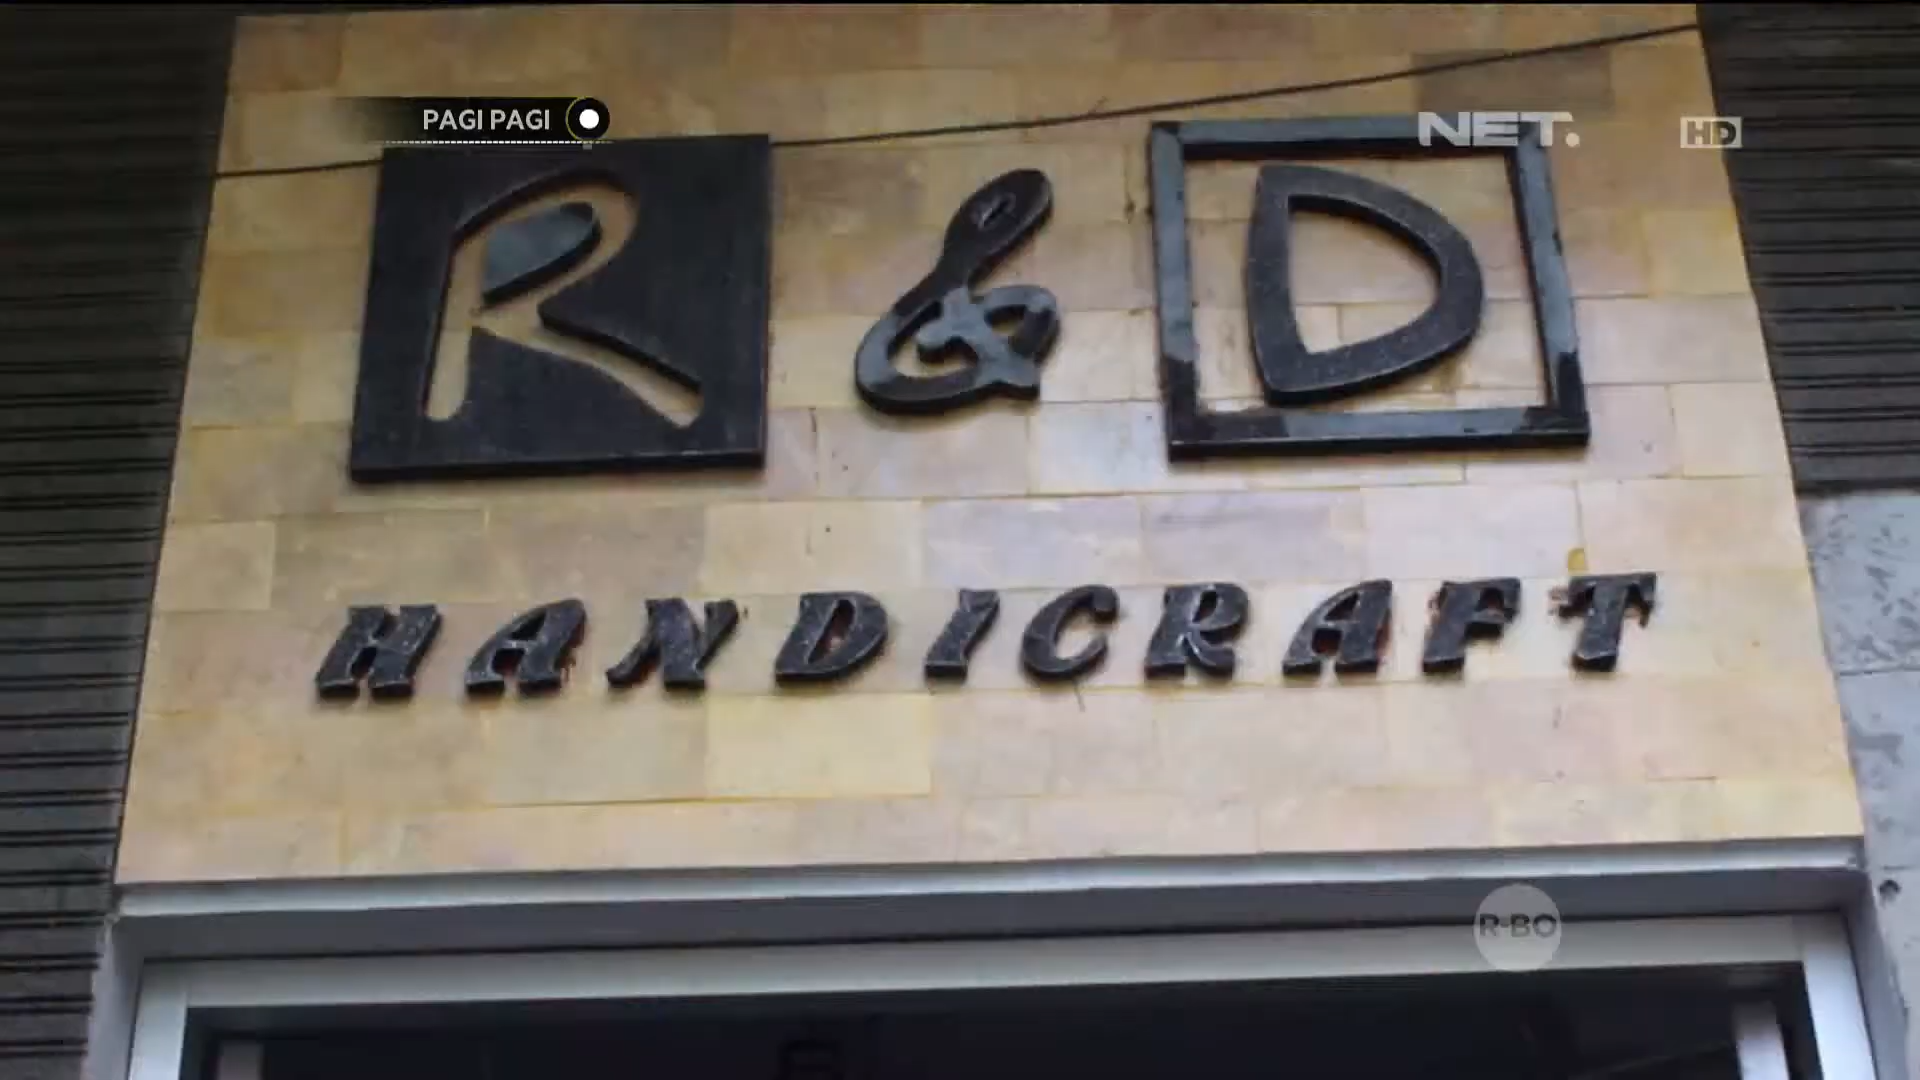 PAGI PAGI
NET.
HD
R & D
HANDICRAFT
R-BO